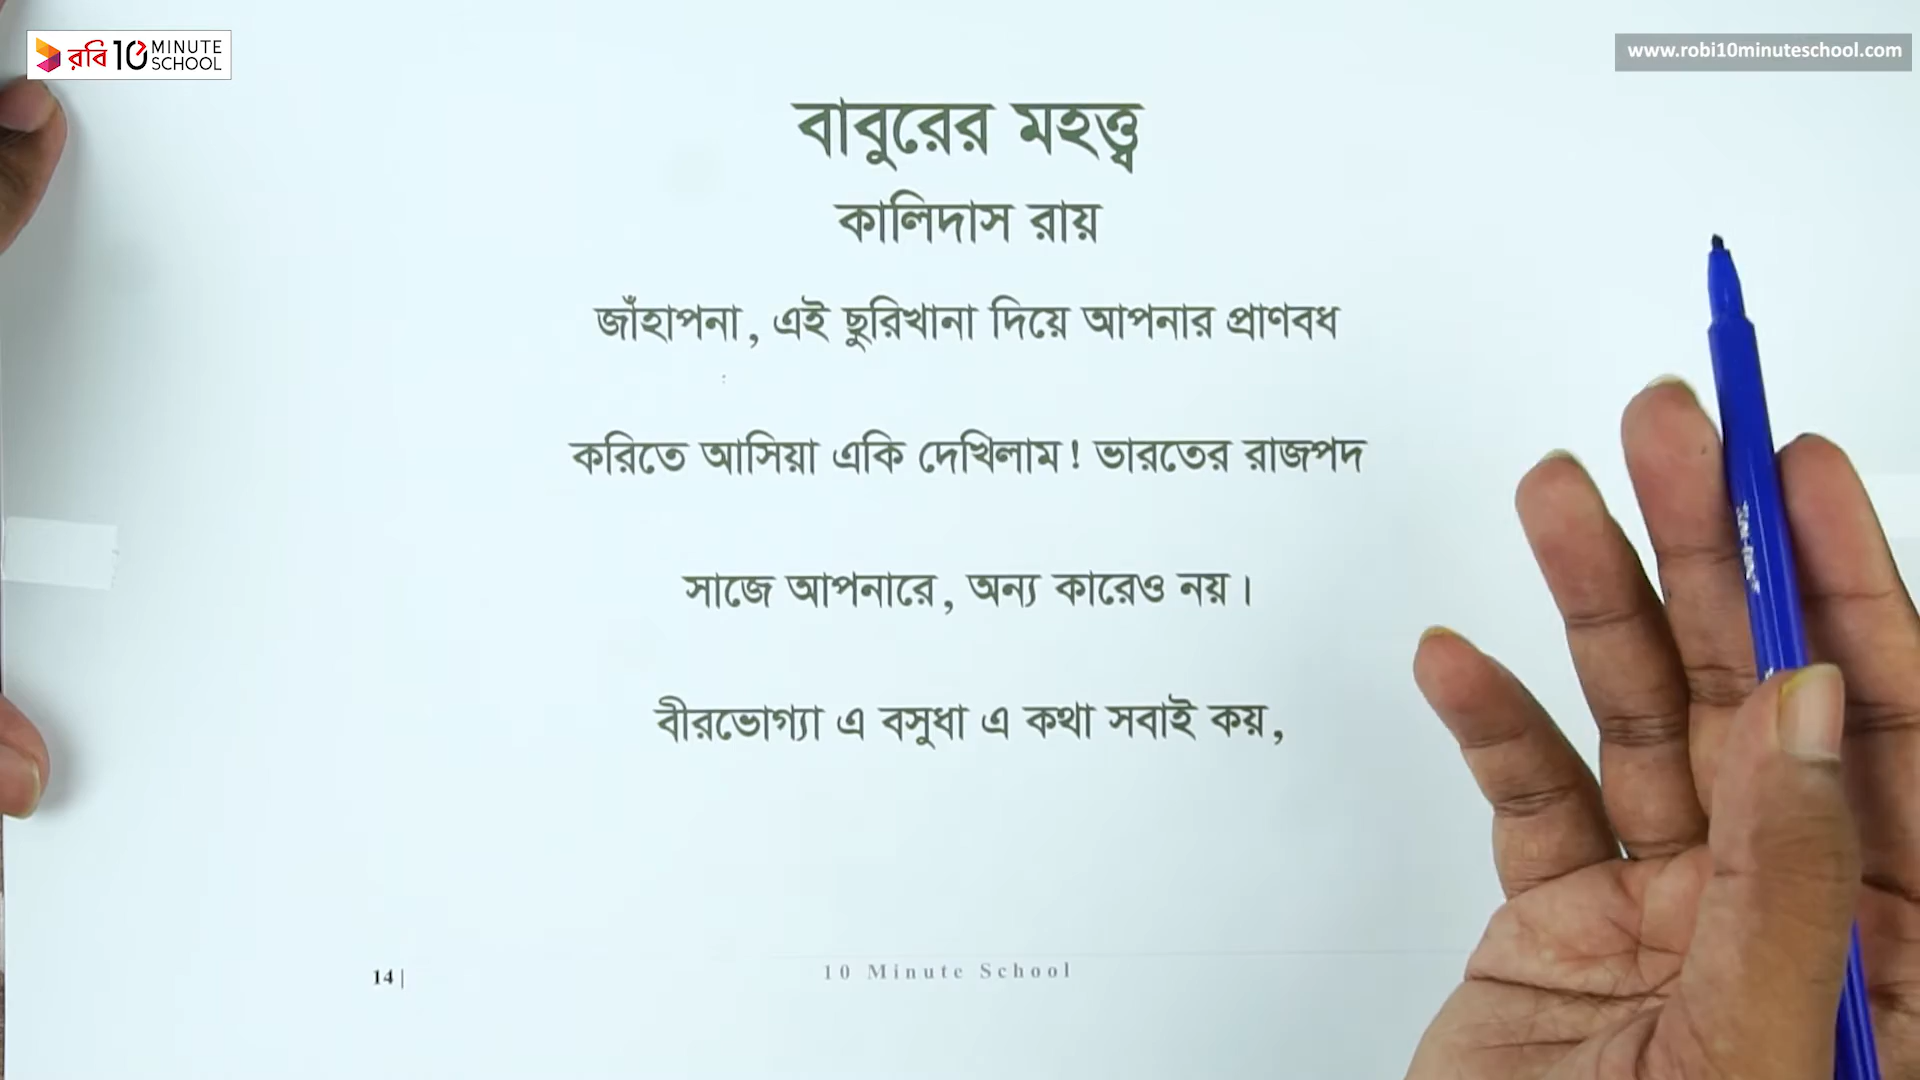 রবি 10 MINUTE SCHOOL
www.robi10minuteschool.com
বাবুরের মহত্ত্ব
কালিদাস রায়
জাঁহাপনা, এই ছুরিখানা দিয়ে আপনার প্রাণবধ
করিতে আসিয়া একি দেখিলাম! ভারতের রাজপদ
সাজে আপনারে, অন্য কারেও নয়।
বীরভোগ্যা এ বসুধা এ কথা সবাই কয়,
14|
10 Minute School